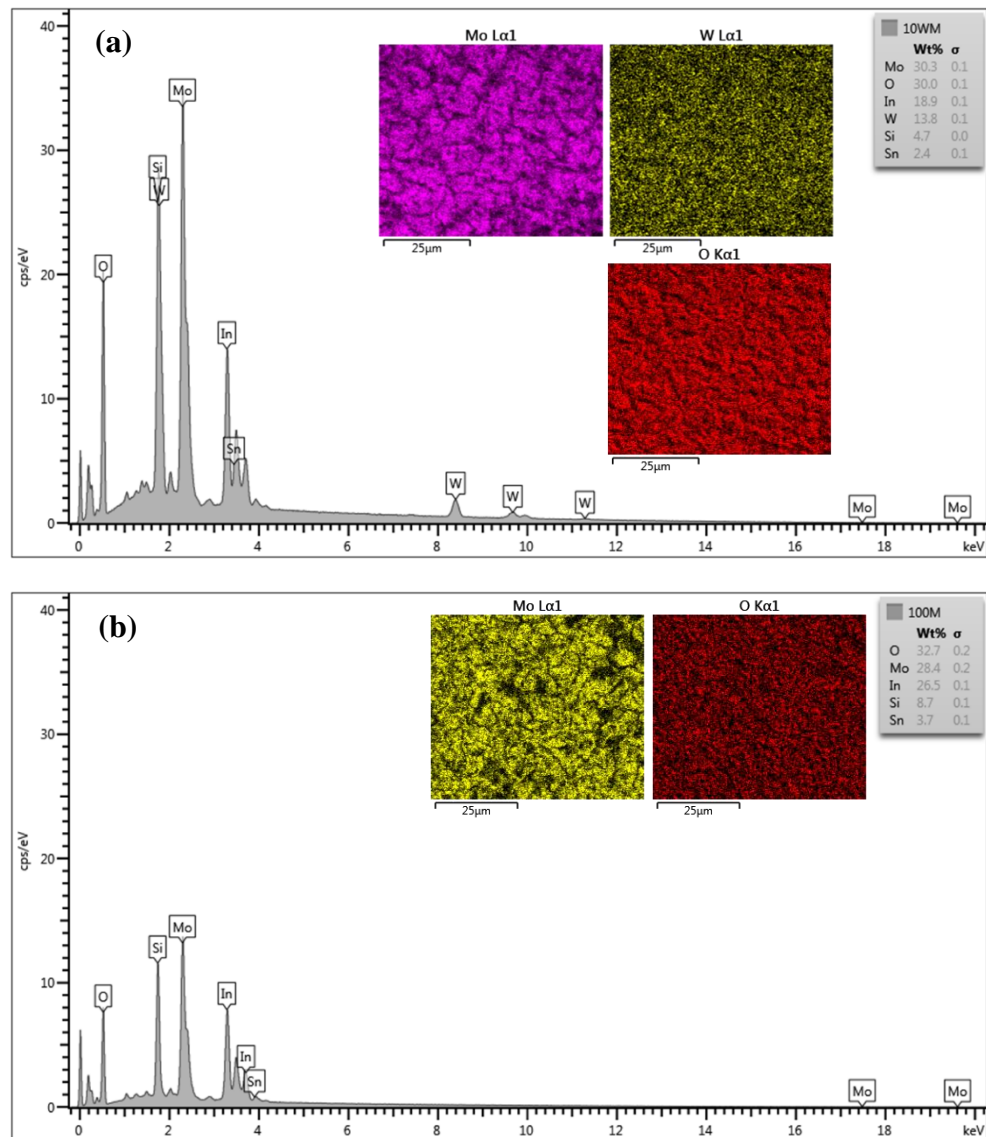 (a)
Mo Lα1
W Lα1
25μm
25μm
O Kα1
25μm
10WM
Wt% σ
Mo 30.3 0.1
O 30.0 0.1
In 18.9 0.1
W 13.8 0.1
Si 4.7 0.0
Sn 2.4 0.1
cps/eV
40
30
20
10
0
O
Si
W
Mo
In
Sn
W
W
W
Mo
Mo
0 2 4 6 8 10 12 14 16 18 keV
(b)
Mo Lα1
O Kα1
25μm
25μm
100M
Wt% σ
O 32.7 0.2
Mo 28.4 0.2
In 26.5 0.1
Si 8.7 0.1
Sn 3.7 0.1
cps/eV
40
30
20
10
0
O
Si
Mo
In
In
Sn
Mo
Mo
0 2 4 6 8 10 12 14 16 18 keV